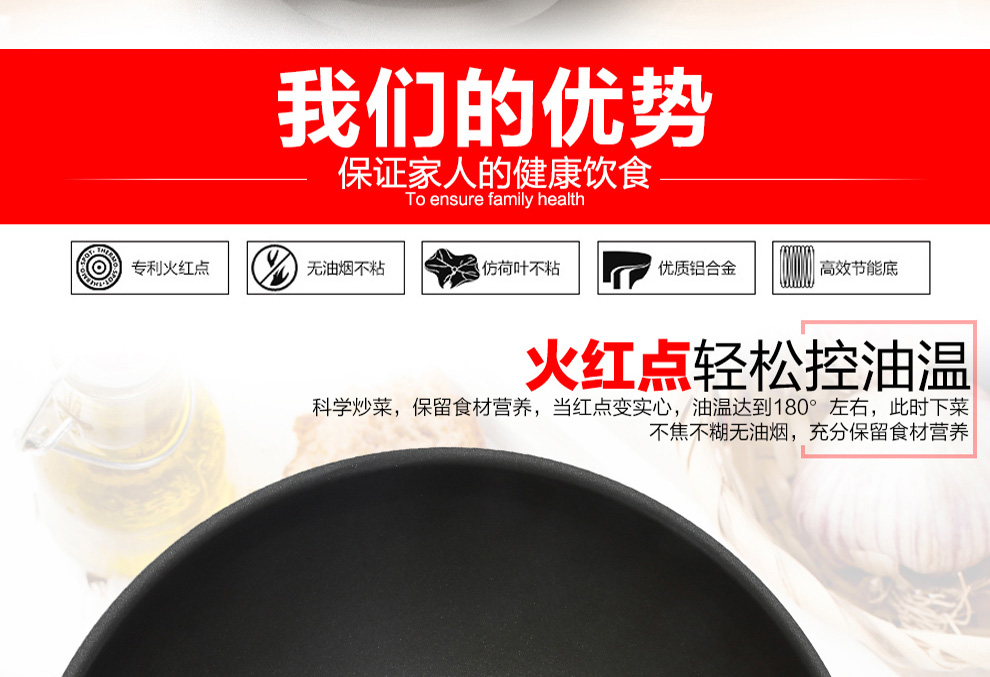 我们的优势
保证家人的健康饮食
To ensure family health
专利火红点
无油烟不粘
仿荷叶不粘
优质铝合金
高效节能底
火红点轻松控油温
科学炒菜，保留食材营养，当红点变实心，油温达到180°左右，此时下菜
不焦不糊无油烟，充分保留食材营养